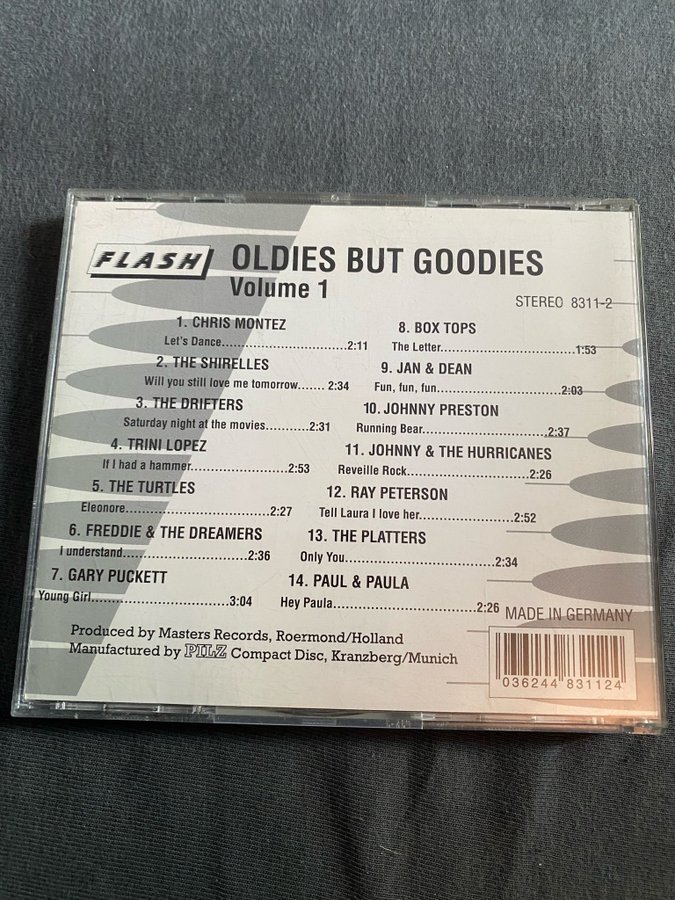 FLASH
OLDIES BUT GOODIES
Volume 1
STEREO 8311-2
1. CHRIS MONTEZ
Let's Dance..............................2:11
2. THE SHIRELLES
Will you still love me tomorrow....... 2:34
3. THE DRIFTERS
Saturday night at the movies...........2:31
4. TRINI LOPEZ
If I had a hammer.........................2:53
5. THE TURTLES
Eleonore....................................2:27
6. FREDDIE & THE DREAMERS
I understand................................2:36
7. GARY PUCKETT
Young Girl...................................3:04
8. BOX TOPS
The Letter....................................1:53
9. JAN & DEAN
Fun, fun, fun................................2:03
10. JOHNNY PRESTON
Running Bear...............................2:37
11. JOHNNY & THE HURRICANES
Reveille Rock...............................2:26
12. RAY PETERSON
Tell Laura I love her.......................2:52
13. THE PLATTERS
Only You.....................................2:34
14. PAUL & PAULA
Hey Paula....................................2:26
MADE IN GERMANY
Produced by Masters Records, Roermond/Holland
Manufactured by PILZ Compact Disc, Kranzberg/Munich
036244 831124